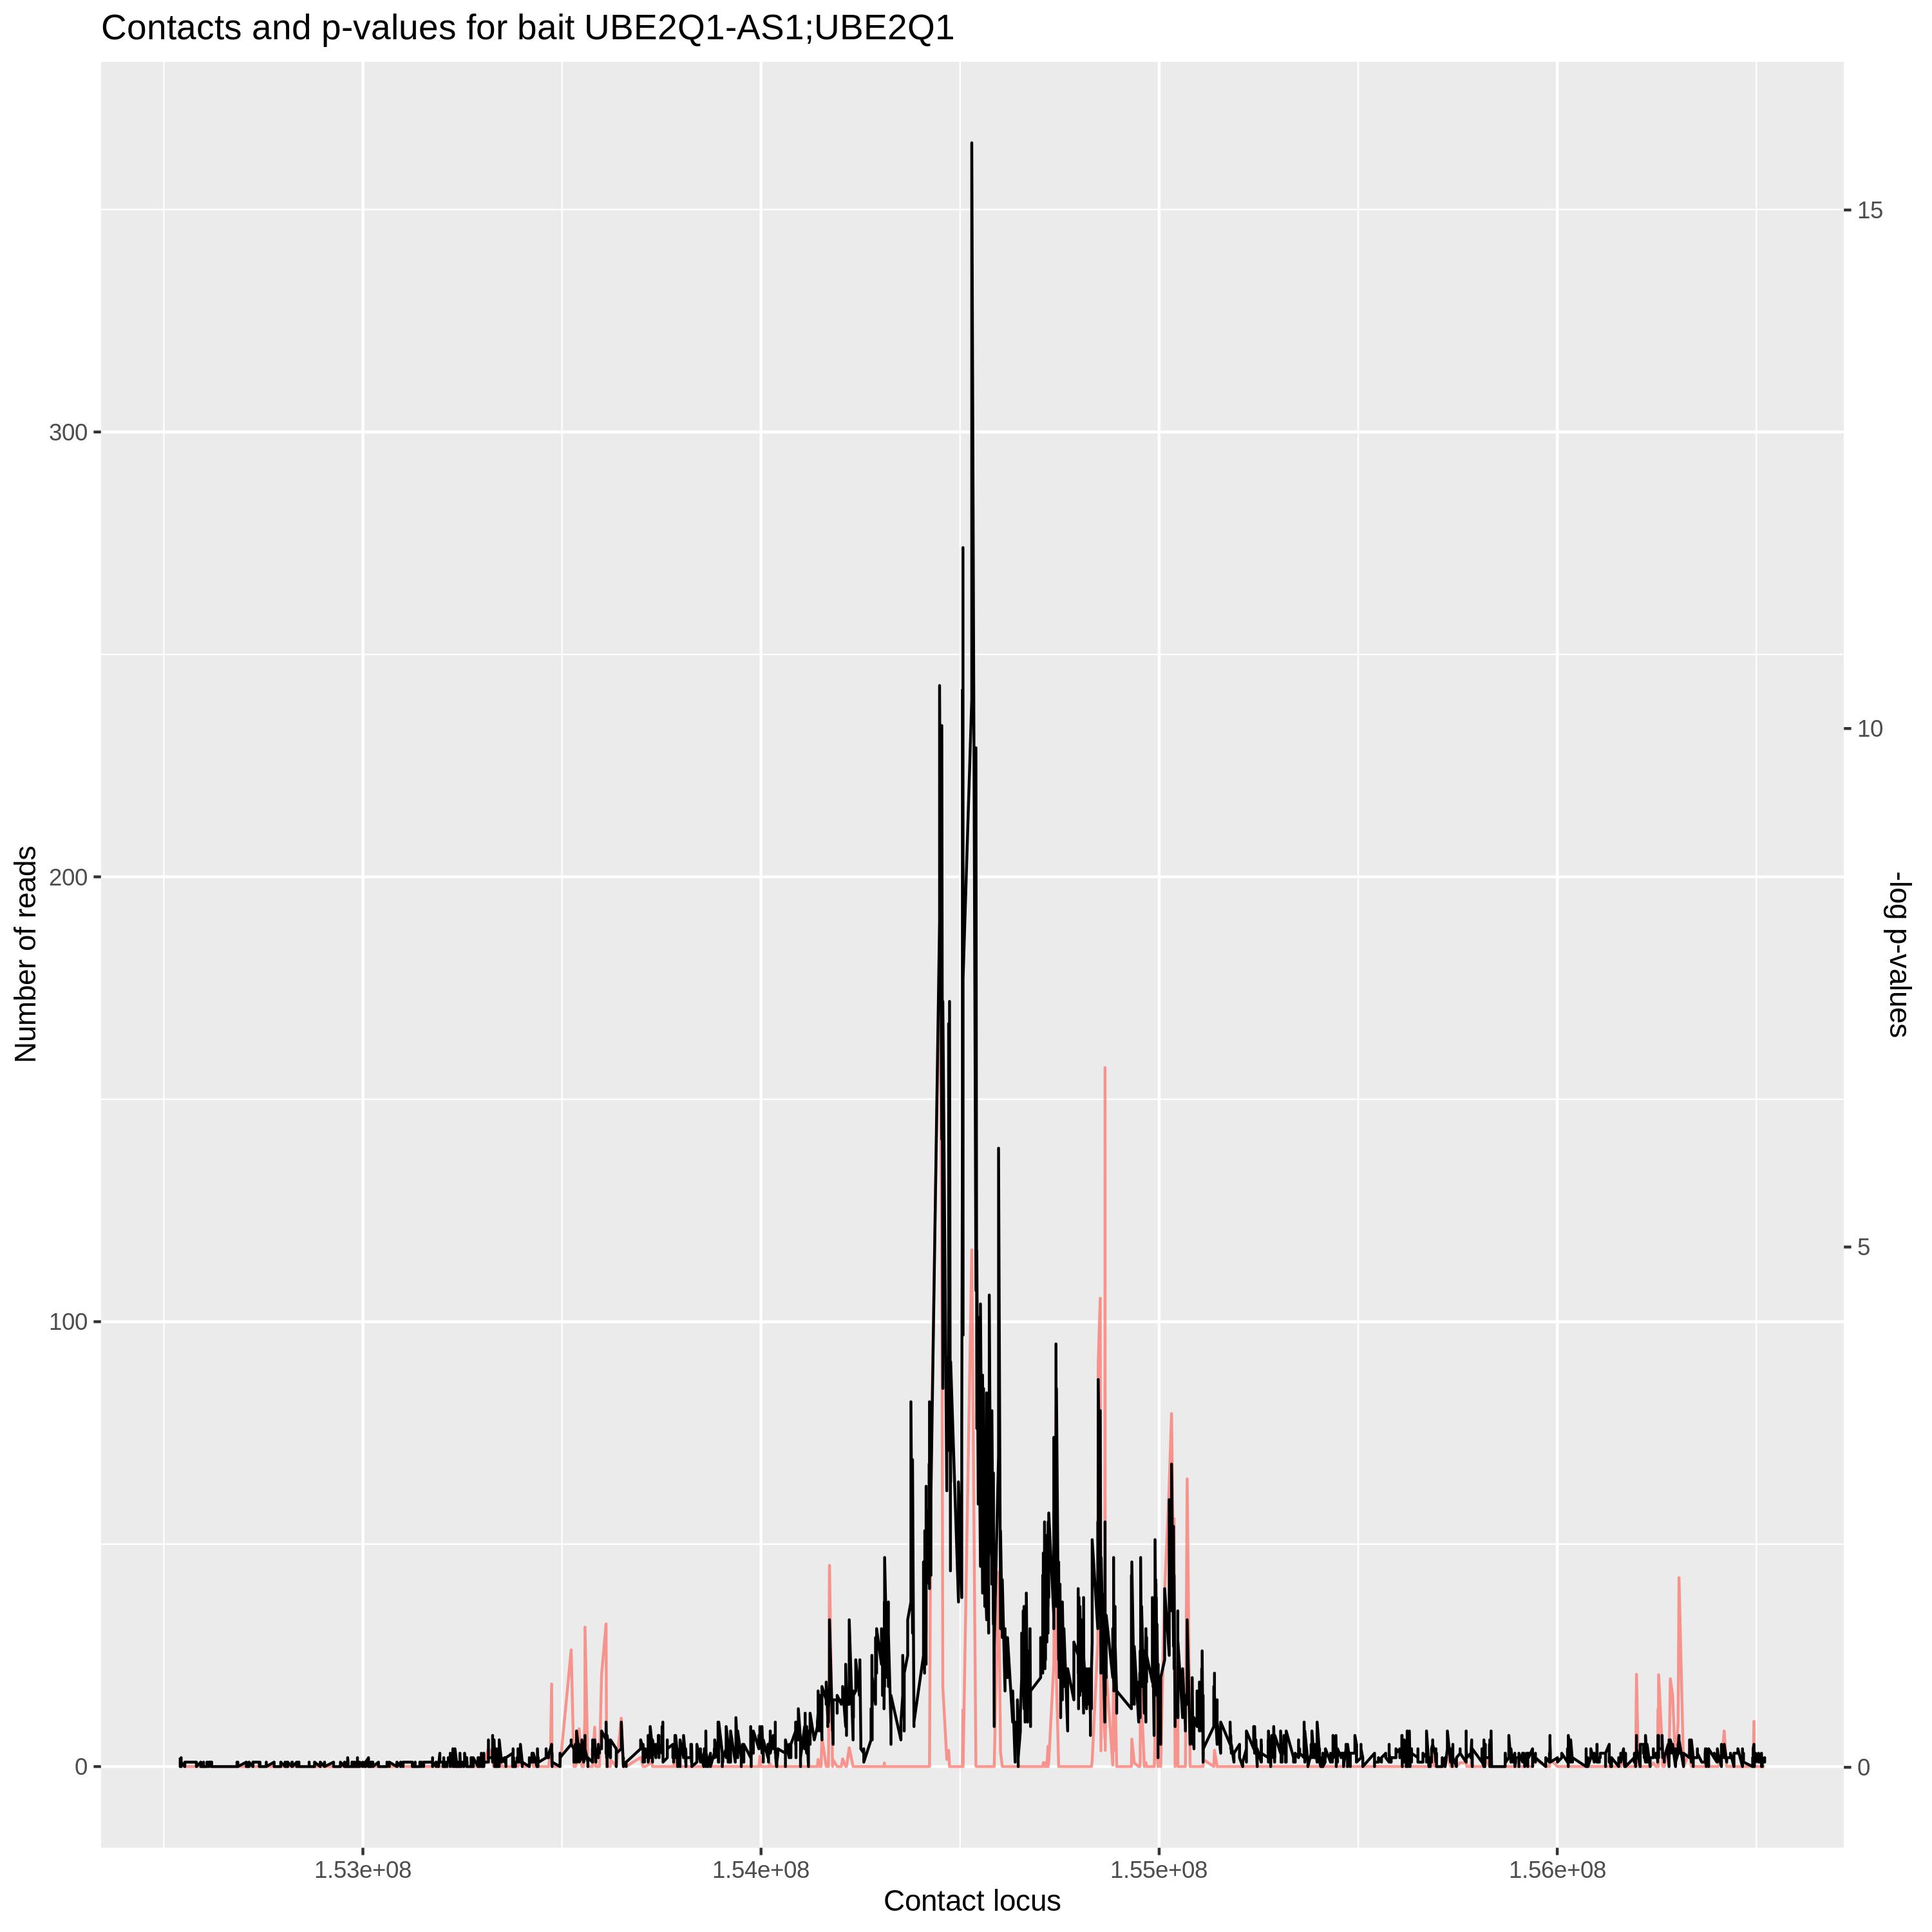 Contacts and p-values for bait UBE2Q1-AS1;UBE2Q1
300
200
100
0
Number of reads
15
10
5
0
-log p-values
1.53e+08
1.54e+08
1.55e+08
1.56e+08
Contact locus